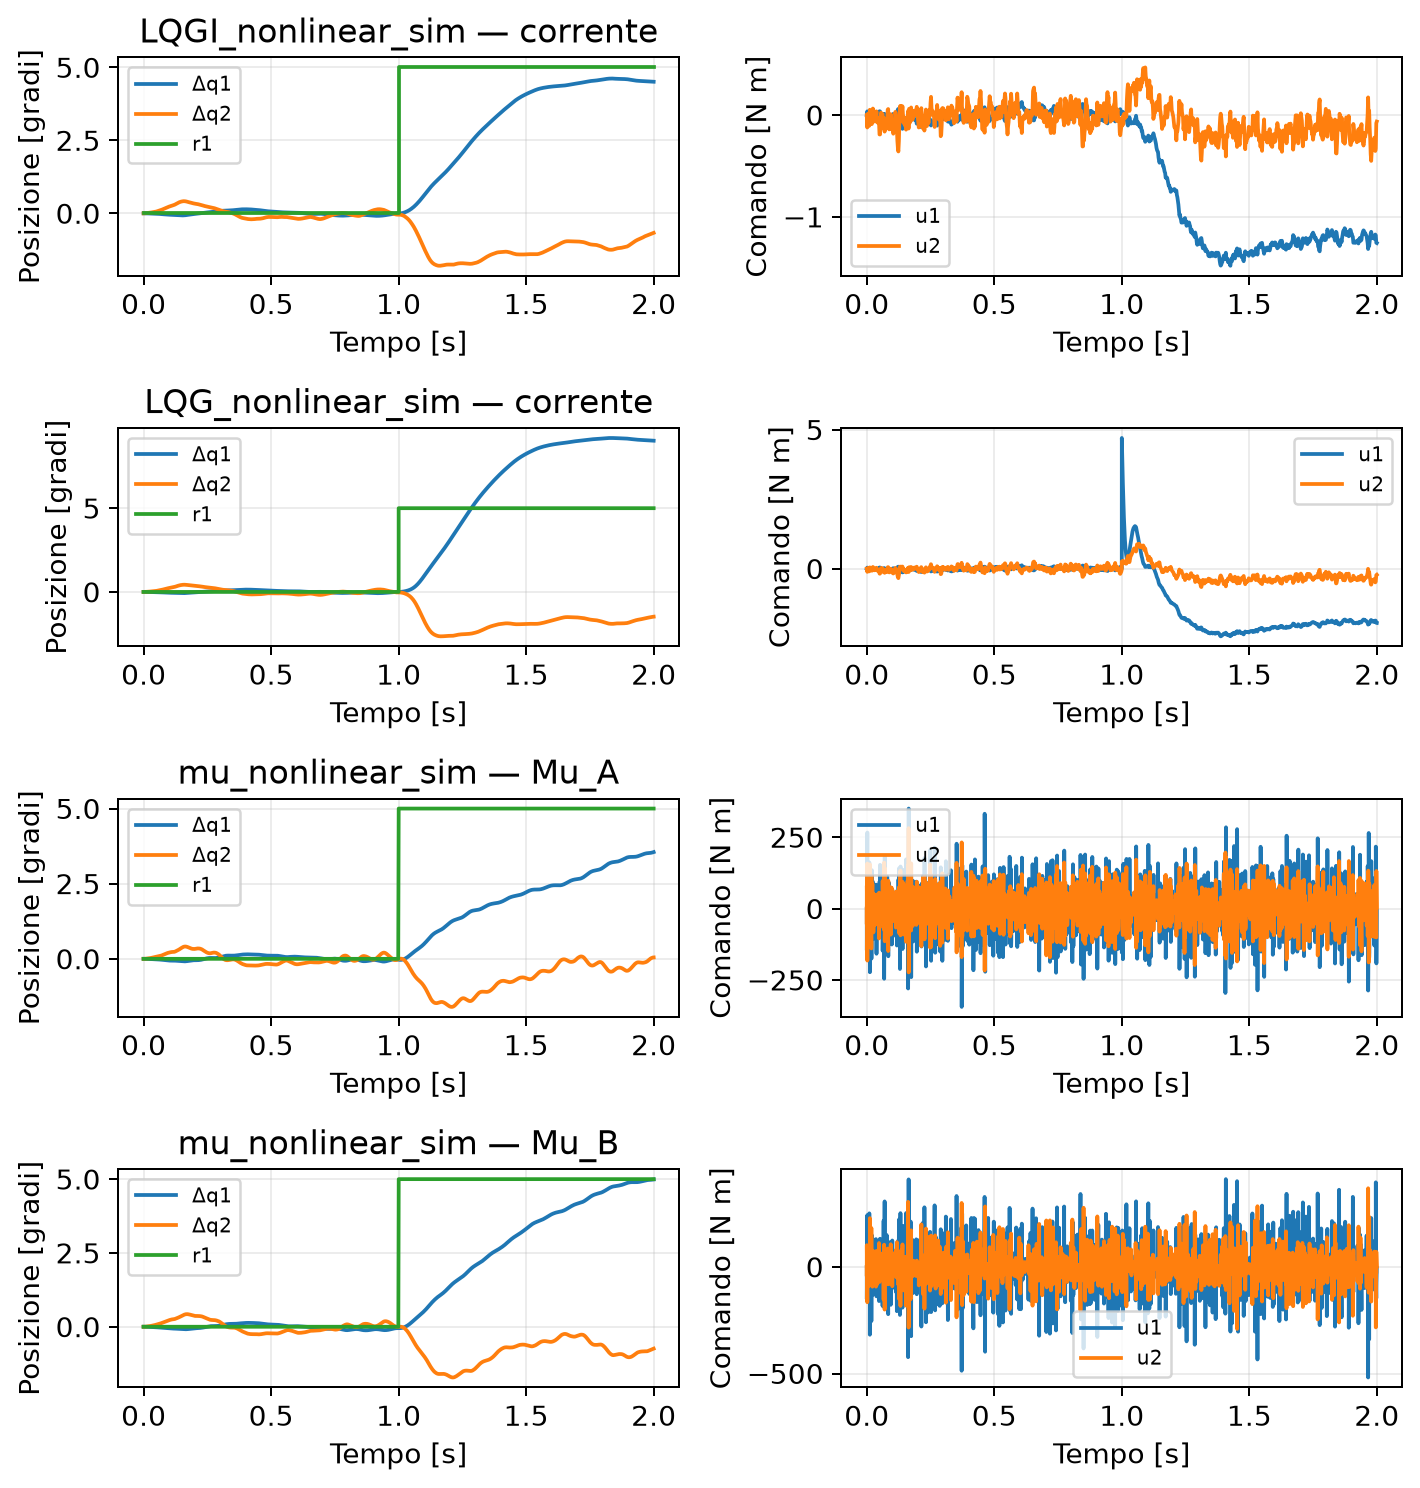 LQGI_nonlinear_sim — corrente
Posizione [gradi]
5.0
2.5
0.0
Δq1
Δq2
r1
0.0 0.5 1.0 1.5 2.0
Tempo [s]
Comando [N m]
0
−1
u1
u2
0.0 0.5 1.0 1.5 2.0
Tempo [s]
LQG_nonlinear_sim — corrente
Posizione [gradi]
5
0
Δq1
Δq2
r1
0.0 0.5 1.0 1.5 2.0
Tempo [s]
Comando [N m]
5
0
u1
u2
0.0 0.5 1.0 1.5 2.0
Tempo [s]
mu_nonlinear_sim — Mu_A
Posizione [gradi]
5.0
2.5
0.0
Δq1
Δq2
r1
0.0 0.5 1.0 1.5 2.0
Tempo [s]
Comando [N m]
250
0
−250
u1
u2
0.0 0.5 1.0 1.5 2.0
Tempo [s]
mu_nonlinear_sim — Mu_B
Posizione [gradi]
5.0
2.5
0.0
Δq1
Δq2
r1
0.0 0.5 1.0 1.5 2.0
Tempo [s]
Comando [N m]
0
−500
u1
u2
0.0 0.5 1.0 1.5 2.0
Tempo [s]